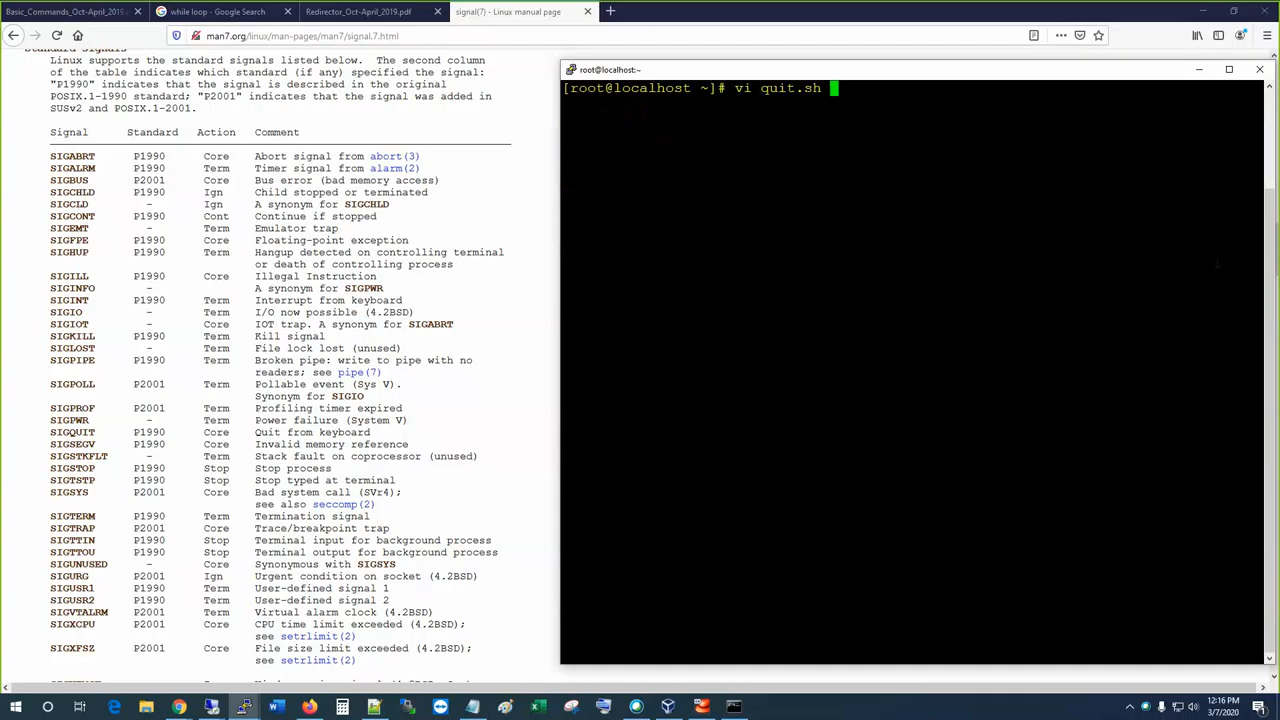 Basic_Commands_Oct-April_2019.
while loop - Google Search
Redirector_Oct-April_2019.pdf
signal(7) - Linux manual page
man7.org/linux/man-pages/man7/signal.7.html
Standard signals
Linux supports the standard signals listed below.  The second column
of the table indicates which standard (if any) specified the signal:
"P1990" indicates that the signal is described in the original
POSIX.1-1990 standard; "P2001" indicates that the signal was added in
SUSv2 and POSIX.1-2001.
Signal Standard Action Comment
SIGABRT P1990 Core Abort signal from abort(3)
SIGALRM P1990 Term Timer signal from alarm(2)
SIGBUS P2001 Core Bus error (bad memory access)
SIGCHLD P1990 Ign Child stopped or terminated
SIGCLD - Ign A synonym for SIGCHLD
SIGCONT P1990 Cont Continue if stopped
SIGEMT - Term Emulator trap
SIGFPE P1990 Core Floating-point exception
SIGHUP P1990 Term Hangup detected on controlling terminal
or death of controlling process
SIGILL P1990 Core Illegal Instruction
SIGINFO - A synonym for SIGPWR
SIGINT P1990 Term Interrupt from keyboard
SIGIO - Term I/O now possible (4.2BSD)
SIGIOT - Core IOT trap. A synonym for SIGABRT
SIGKILL P1990 Term Kill signal
SIGLOST - Term File lock lost (unused)
SIGPIPE P1990 Term Broken pipe: write to pipe with no
readers; see pipe(7)
SIGPOLL P2001 Term Pollable event (Sys V).
Synonym for SIGIO
SIGPROF P2001 Term Profiling timer expired
SIGPWR - Term Power failure (System V)
SIGQUIT P1990 Core Quit from keyboard
SIGSEGV P1990 Core Invalid memory reference
SIGSTKFLT - Term Stack fault on coprocessor (unused)
SIGSTOP P1990 Stop Stop process
SIGTSTP P1990 Stop Stop typed at terminal
SIGSYS P2001 Core Bad system call (SVr4);
see also seccomp(2)
SIGTERM P1990 Term Termination signal
SIGTRAP P2001 Core Trace/breakpoint trap
SIGTTIN P1990 Stop Terminal input for background process
SIGTTOU P1990 Stop Terminal output for background process
SIGUNUSED - Core Synonymous with SIGSYS
SIGURG P2001 Ign Urgent condition on socket (4.2BSD)
SIGUSR1 P1990 Term User-defined signal 1
SIGUSR2 P1990 Term User-defined signal 2
SIGVTALRM P2001 Term Virtual alarm clock (4.2BSD)
SIGXCPU P2001 Core CPU time limit exceeded (4.2BSD);
see setrlimit(2)
SIGXFSZ P2001 Core File size limit exceeded (4.2BSD);
see setrlimit(2)
root@localhost:~
[root@localhost ~]# vi quit.sh
12:16 PM
3/7/2020